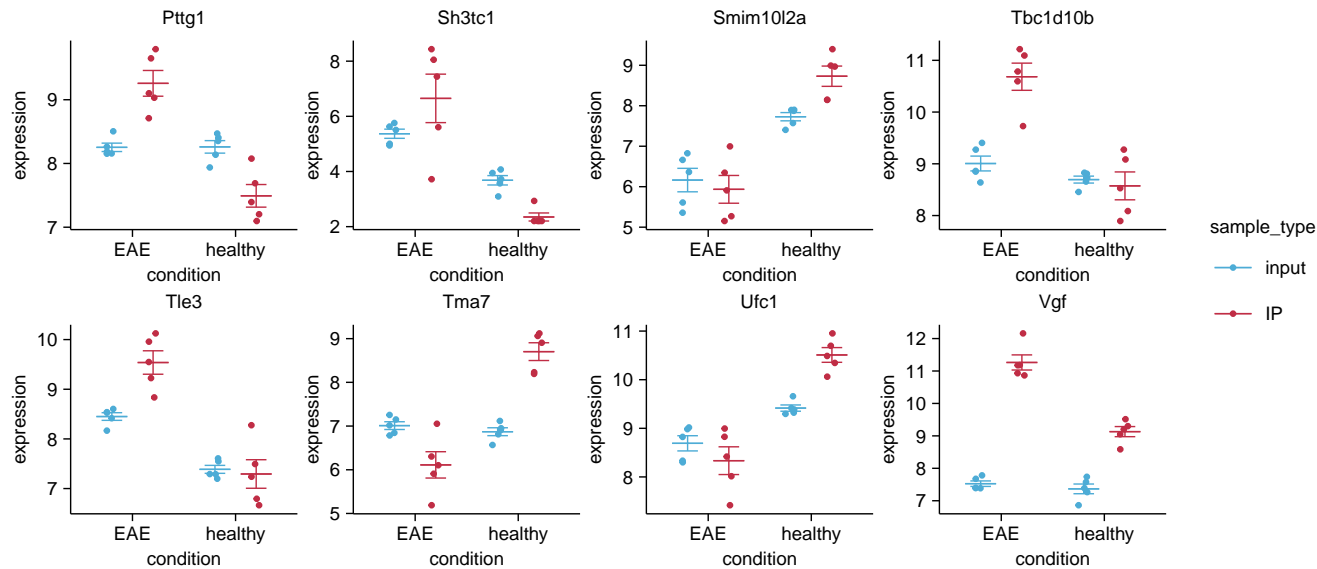 Pttg1
Sh3tc1
Smim10l2a
Tbc1d10b
expression
9
8
7
EAE
healthy
condition
expression
8
6
4
2
EAE
healthy
condition
expression
9
8
7
6
5
EAE
healthy
condition
expression
11
10
9
8
EAE
healthy
condition
Tle3
Tma7
Ufc1
Vgf
expression
10
9
8
7
EAE
healthy
condition
expression
9
8
7
6
5
EAE
healthy
condition
expression
11
10
9
8
EAE
healthy
condition
expression
12
11
10
9
8
7
EAE
healthy
condition
sample_type
input
IP